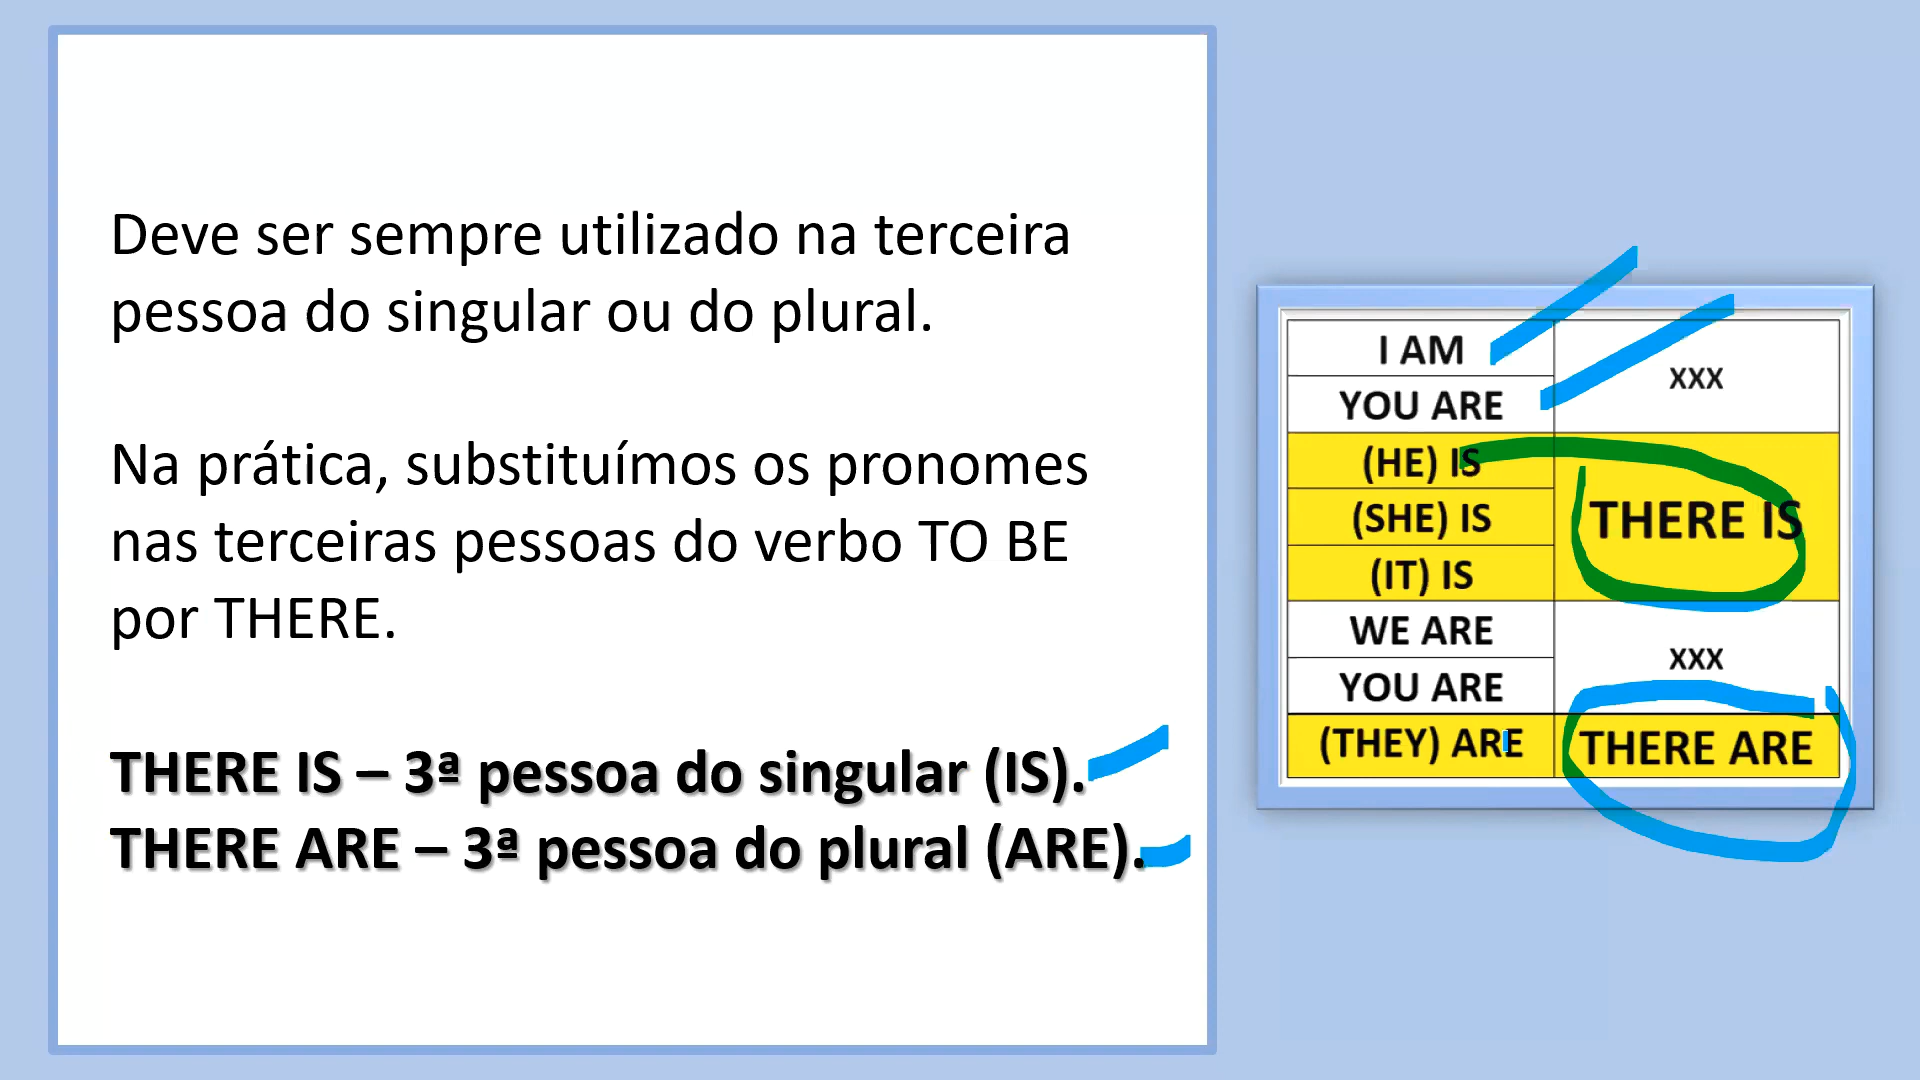 Deve ser sempre utilizado na terceira
pessoa do singular ou do plural.
Na prática, substituímos os pronomes
nas terceiras pessoas do verbo TO BE
por THERE.
THERE IS – 3ª pessoa do singular (IS).
THERE ARE – 3ª pessoa do plural (ARE).
I AM
YOU ARE
XXX
(HE) IS
(SHE) IS
(IT) IS
THERE IS
WE ARE
YOU ARE
XXX
(THEY) ARE
THERE ARE